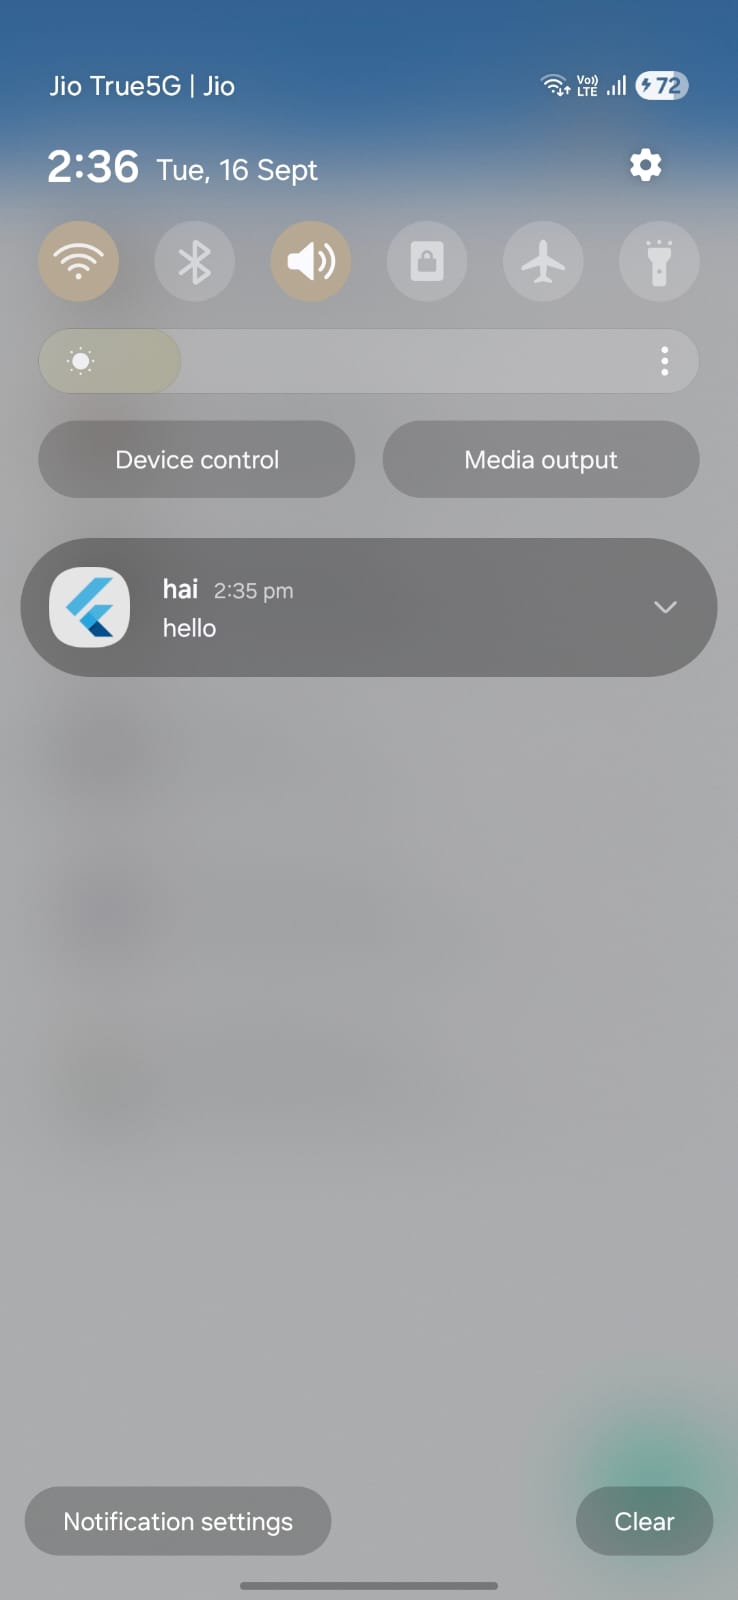 Jio True5G | Jio
Vo)) LTE
72
2:36 Tue, 16 Sept
Device control
Media output
hai 2:35 pm
hello
Notification settings
Clear